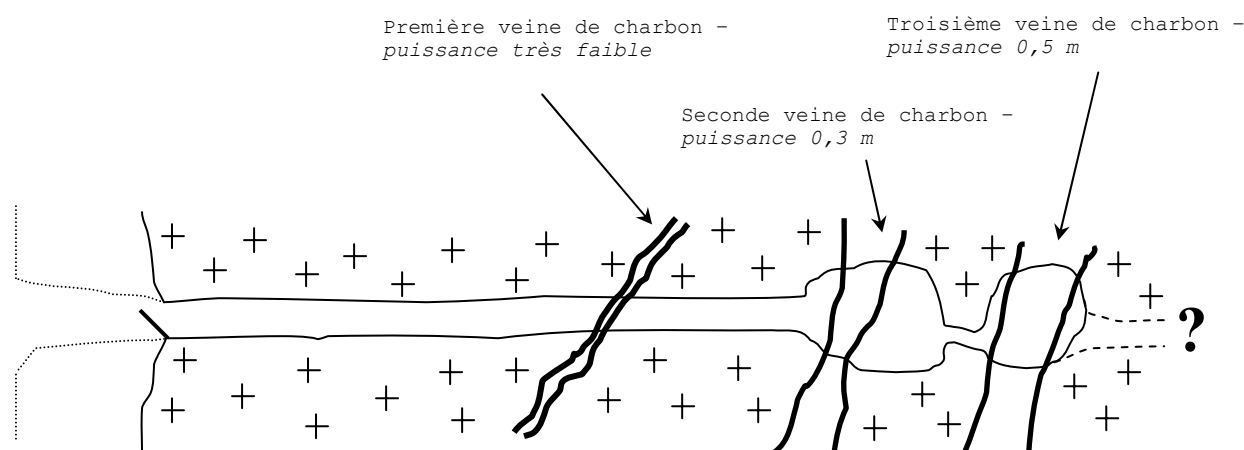 Première veine de charbon –
puissance très faible
Troisième veine de charbon –
puissance 0,5 m
Seconde veine de charbon –
puissance 0,3 m
?